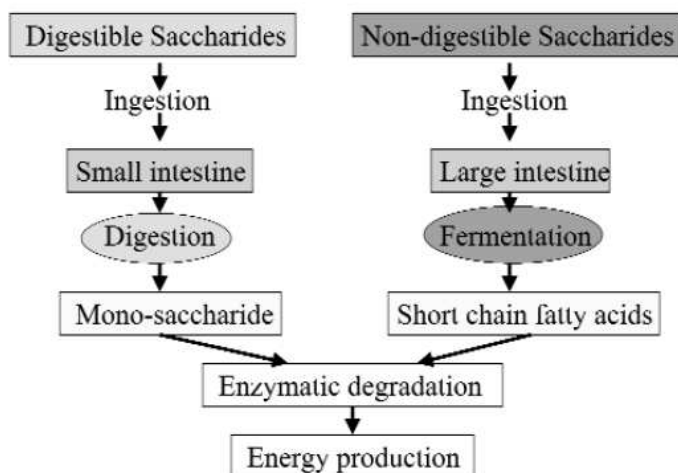 Digestible Saccharides
Non-digestible Saccharides
Ingestion
Ingestion
Small intestine
Large intestine
Digestion
Fermentation
Mono-saccharide
Short chain fatty acids
Enzymatic degradation
Energy production